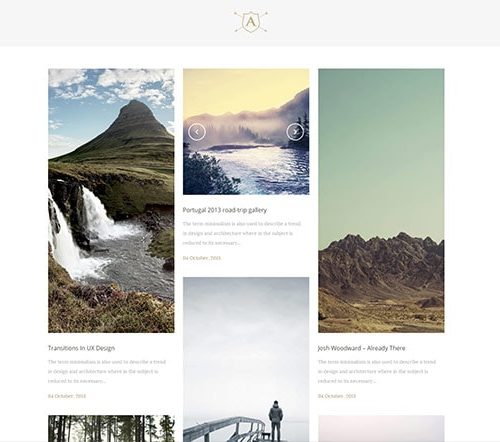 A
Portugal 2013 road-trip gallery
The term minimalism is also used to describe a trend
in design and architecture where in the subject is
reduced to its necessary...
04 October, 2013
Transitions In UX Design
The term minimalism is also used to describe a trend
in design and architecture where in the subject is
reduced to its necessary...
04 October, 2013
Josh Woodward – Already There
The term minimalism is also used to describe a trend
in design and architecture where in the subject is
reduced to its necessary...
04 October, 2013